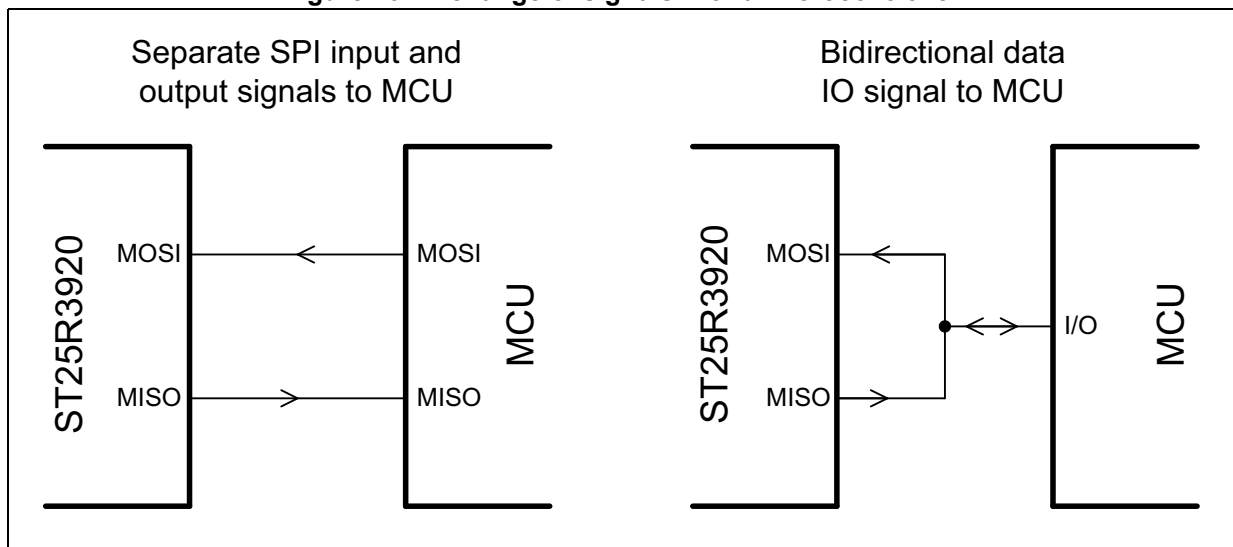 Separate SPI input and
output signals to MCU
ST25R3920
MOSI
MISO
MOSI
MISO
MCU
Bidirectional data
IO signal to MCU
ST25R3920
MOSI
MISO
I/O
MCU